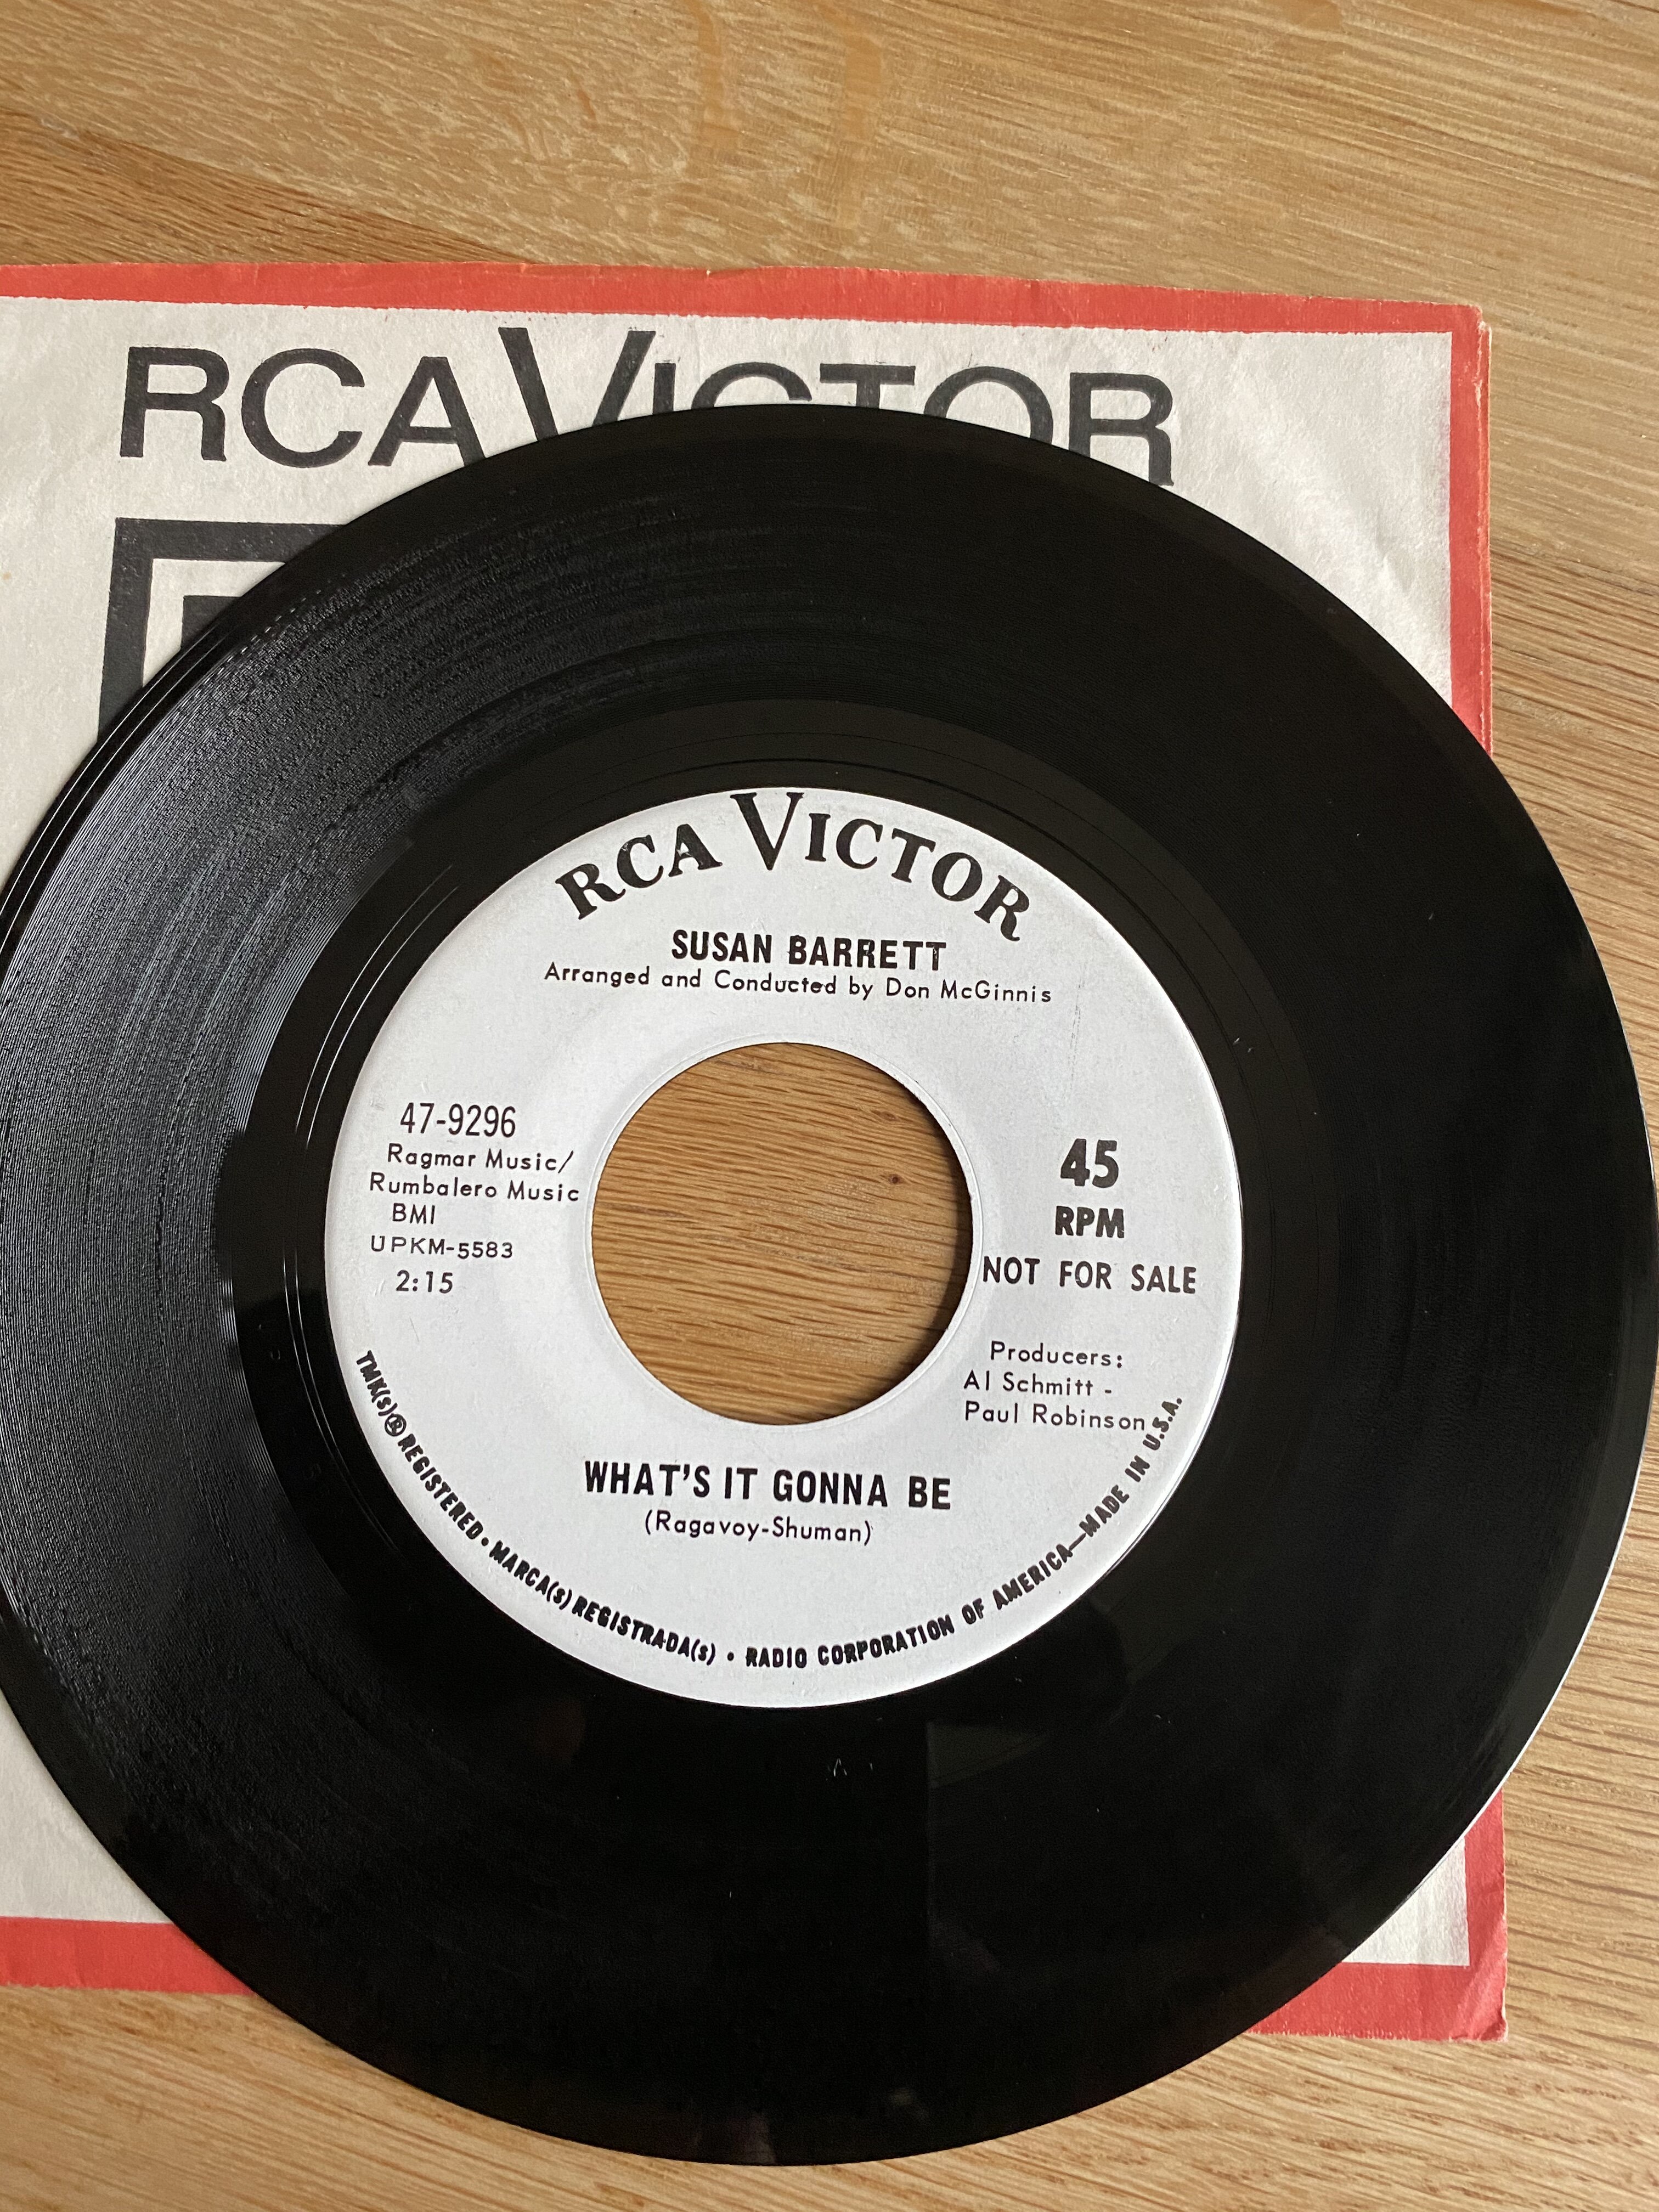 RCA VICTOR
RCA VICTOR
SUSAN BARRETT
Arranged and Conducted by Don McGinnis
47-9296
Ragmar Music/
Rumbalero Music
BMI
UPKM-5583
2:15
45
RPM
NOT FOR SALE
Producers:
Al Schmitt -
Paul Robinson
WHAT'S IT GONNA BE
(Ragavoy-Shuman)
TMK(s) ® REGISTERED • MARCA(s) REGISTRADA(s) • RADIO CORPORATION OF AMERICA—MADE IN U.S.A.